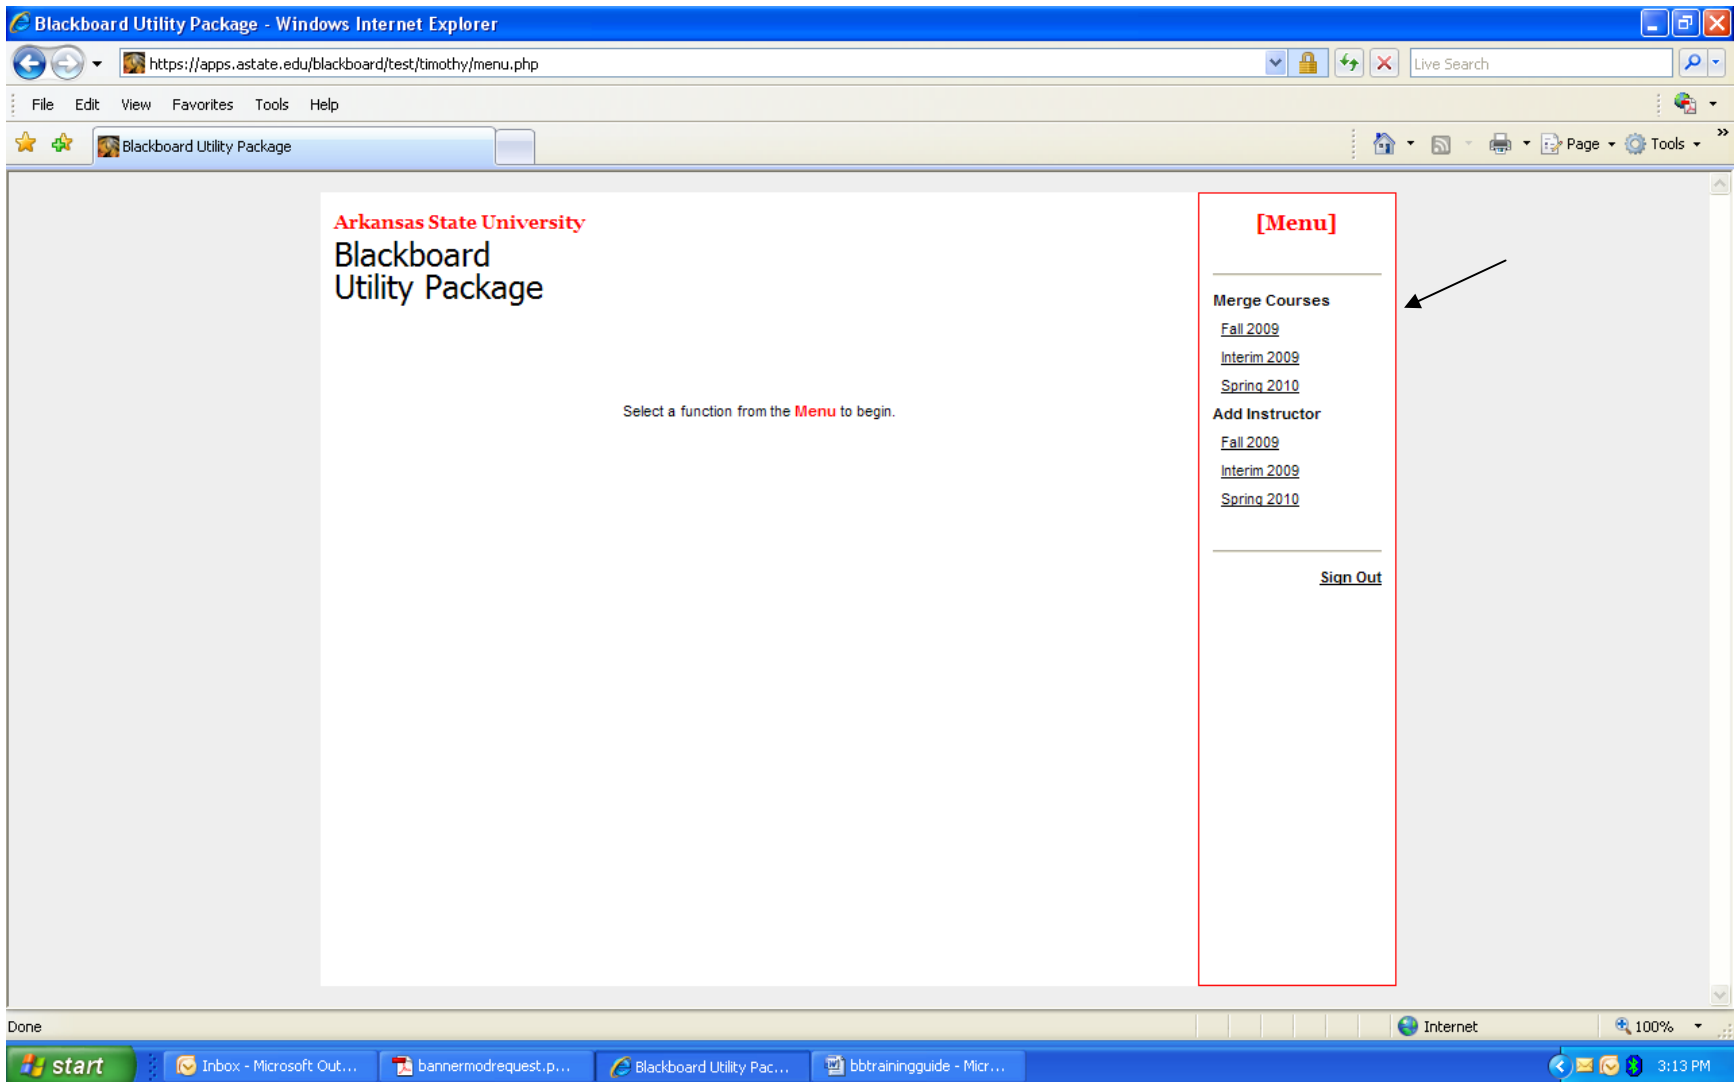 Blackboard Utility Package - Windows Internet Explorer
https://apps.astate.edu/blackboard/test/timothy/menu.php
Live Search
File Edit View Favorites Tools Help
Blackboard Utility Package
Page Tools
Arkansas State University
Blackboard
Utility Package
Select a function from the Menu to begin.
[Menu]
Merge Courses
Fall 2009
Interim 2009
Spring 2010
Add Instructor
Fall 2009
Interim 2009
Spring 2010
Sign Out
Done
Internet
100%
start
Inbox - Microsoft Out...
bannermodrequest.p...
Blackboard Utility Pac...
bbtrainingguide - Micr...
3:13 PM